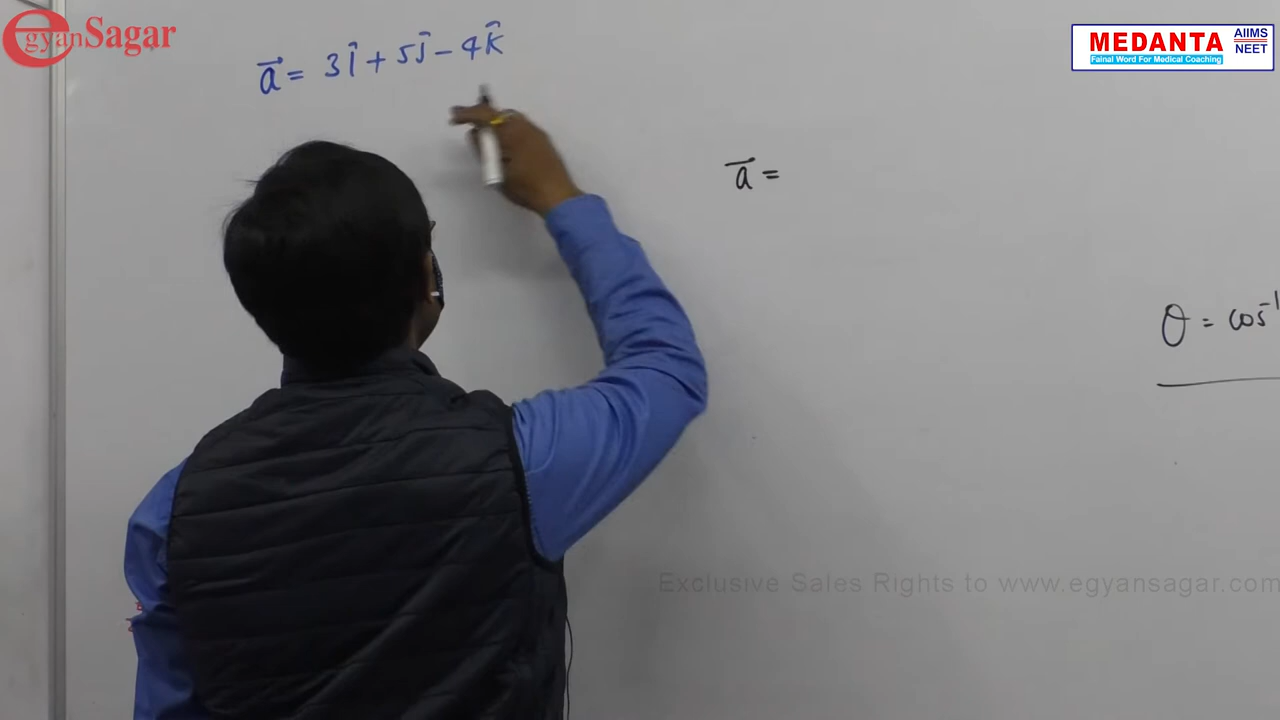 egyanSagar
MEDANTA AIIMS NEET
Fainal Word For Medical Coaching
a⃗ = 3î + 5ĵ - 4k̂
a⃗ =
θ = cos⁻¹
Exclusive Sales Rights to www.egyansagar.com